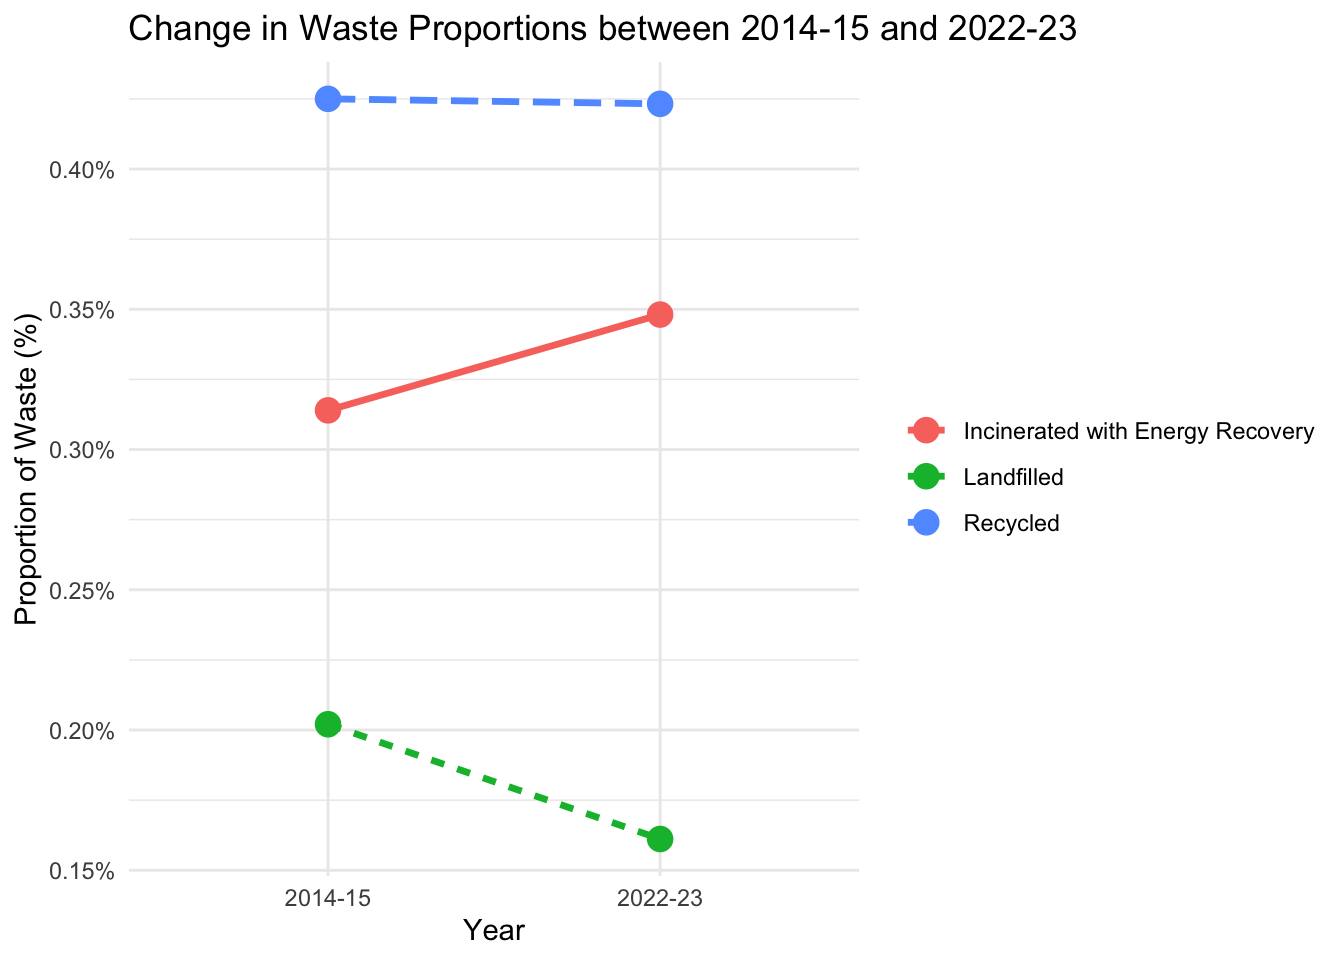 Change in Waste Proportions between 2014-15 and 2022-23
Proportion of Waste (%)
0.40%
0.35%
0.30%
0.25%
0.20%
0.15%
2014-15 2022-23
Year
Incinerated with Energy Recovery
Landfilled
Recycled